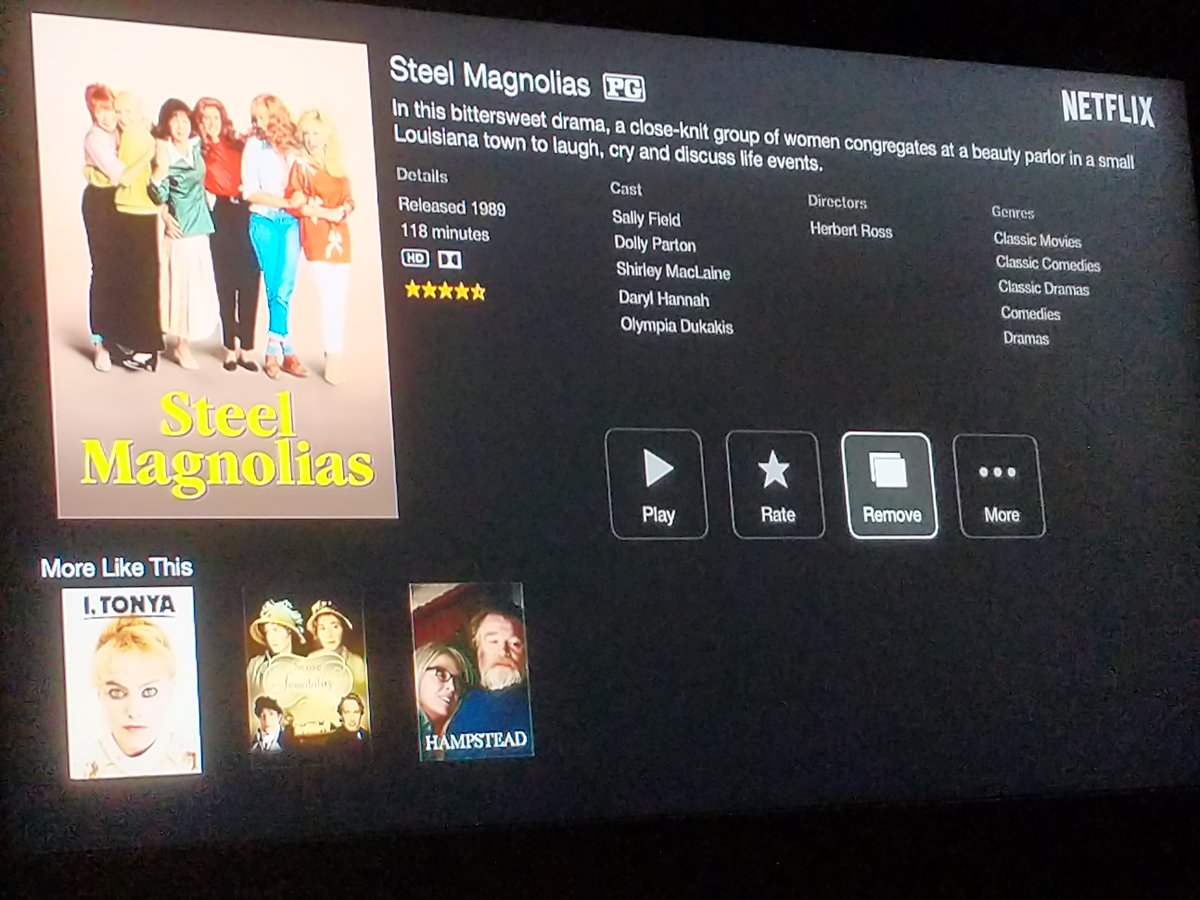 Steel Magnolias PG
NETFLIX
In this bittersweet drama, a close-knit group of women congregates at a beauty parlor in a small
Louisiana town to laugh, cry and discuss life events.
Details
Released 1989
118 minutes
HD
Cast
Sally Field
Dolly Parton
Shirley MacLaine
Daryl Hannah
Olympia Dukakis
Directors
Herbert Ross
Genres
Classic Movies
Classic Comedies
Classic Dramas
Comedies
Dramas
Steel
Magnolias
Play
Rate
Remove
More
More Like This
I, TONYA
Sense
Sensibility
HAMPSTEAD